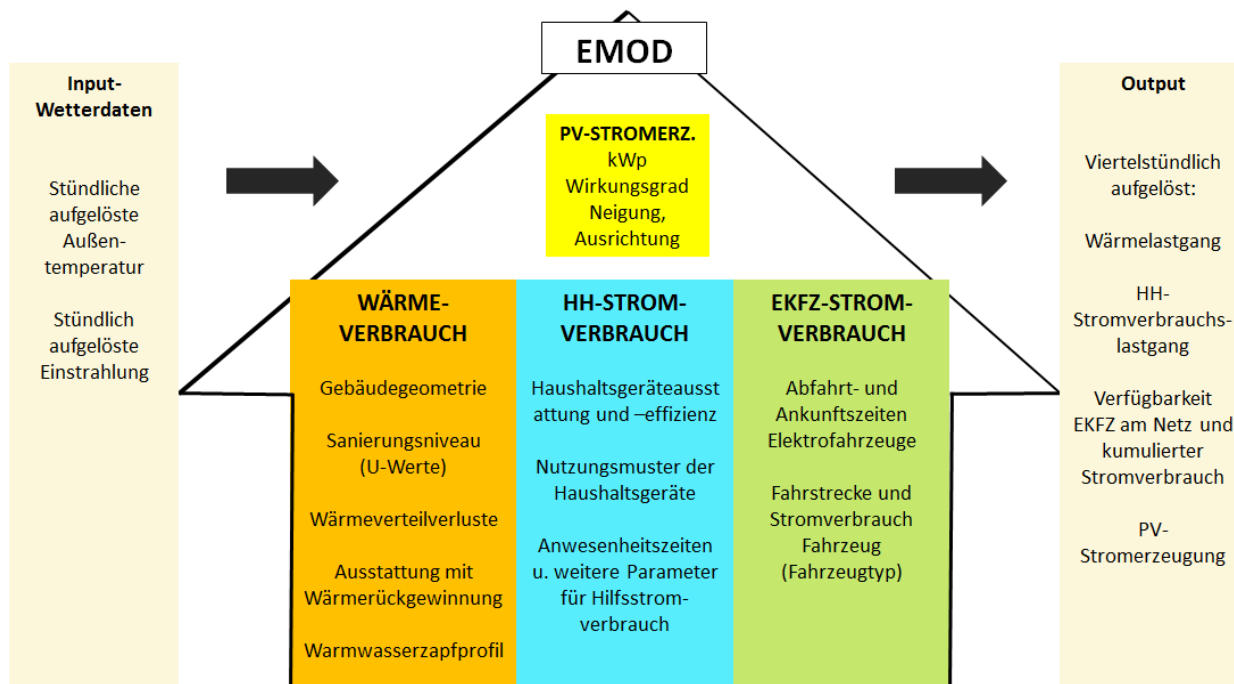 EMOD
Input-
Wetterdaten
Stündliche
aufgelöste
Außen-
temperatur
Stündlich
aufgelöste
Einstrahlung
PV-STROMERZ.
kWp
Wirkungsgrad
Neigung,
Ausrichtung
WÄRME-
VERBRAUCH
Gebäudegeometrie
Sanierungsniveau
(U-Werte)
Wärmeverteilverluste
Ausstattung mit
Wärmerückgewinnung
Warmwasserzapfprofil
HH-STROM-
VERBRAUCH
Haushaltsgeräteausst
attung und –effizienz
Nutzungsmuster der
Haushaltsgeräte
Anwesenheitszeiten
u. weitere Parameter
für Hilfsstrom-
verbrauch
EKFZ-STROM-
VERBRAUCH
Abfahrt- und
Ankunftszeiten
Elektrofahrzeuge
Fahrstrecke und
Stromverbrauch
Fahrzeug
(Fahrzeugtyp)
Output
Viertelstündlich
aufgelöst:
Wärmelastgang
HH-
Stromverbrauchs-
lastgang
Verfügbarkeit
EKFZ am Netz und
kumulierter
Stromverbrauch
PV-
Stromerzeugung